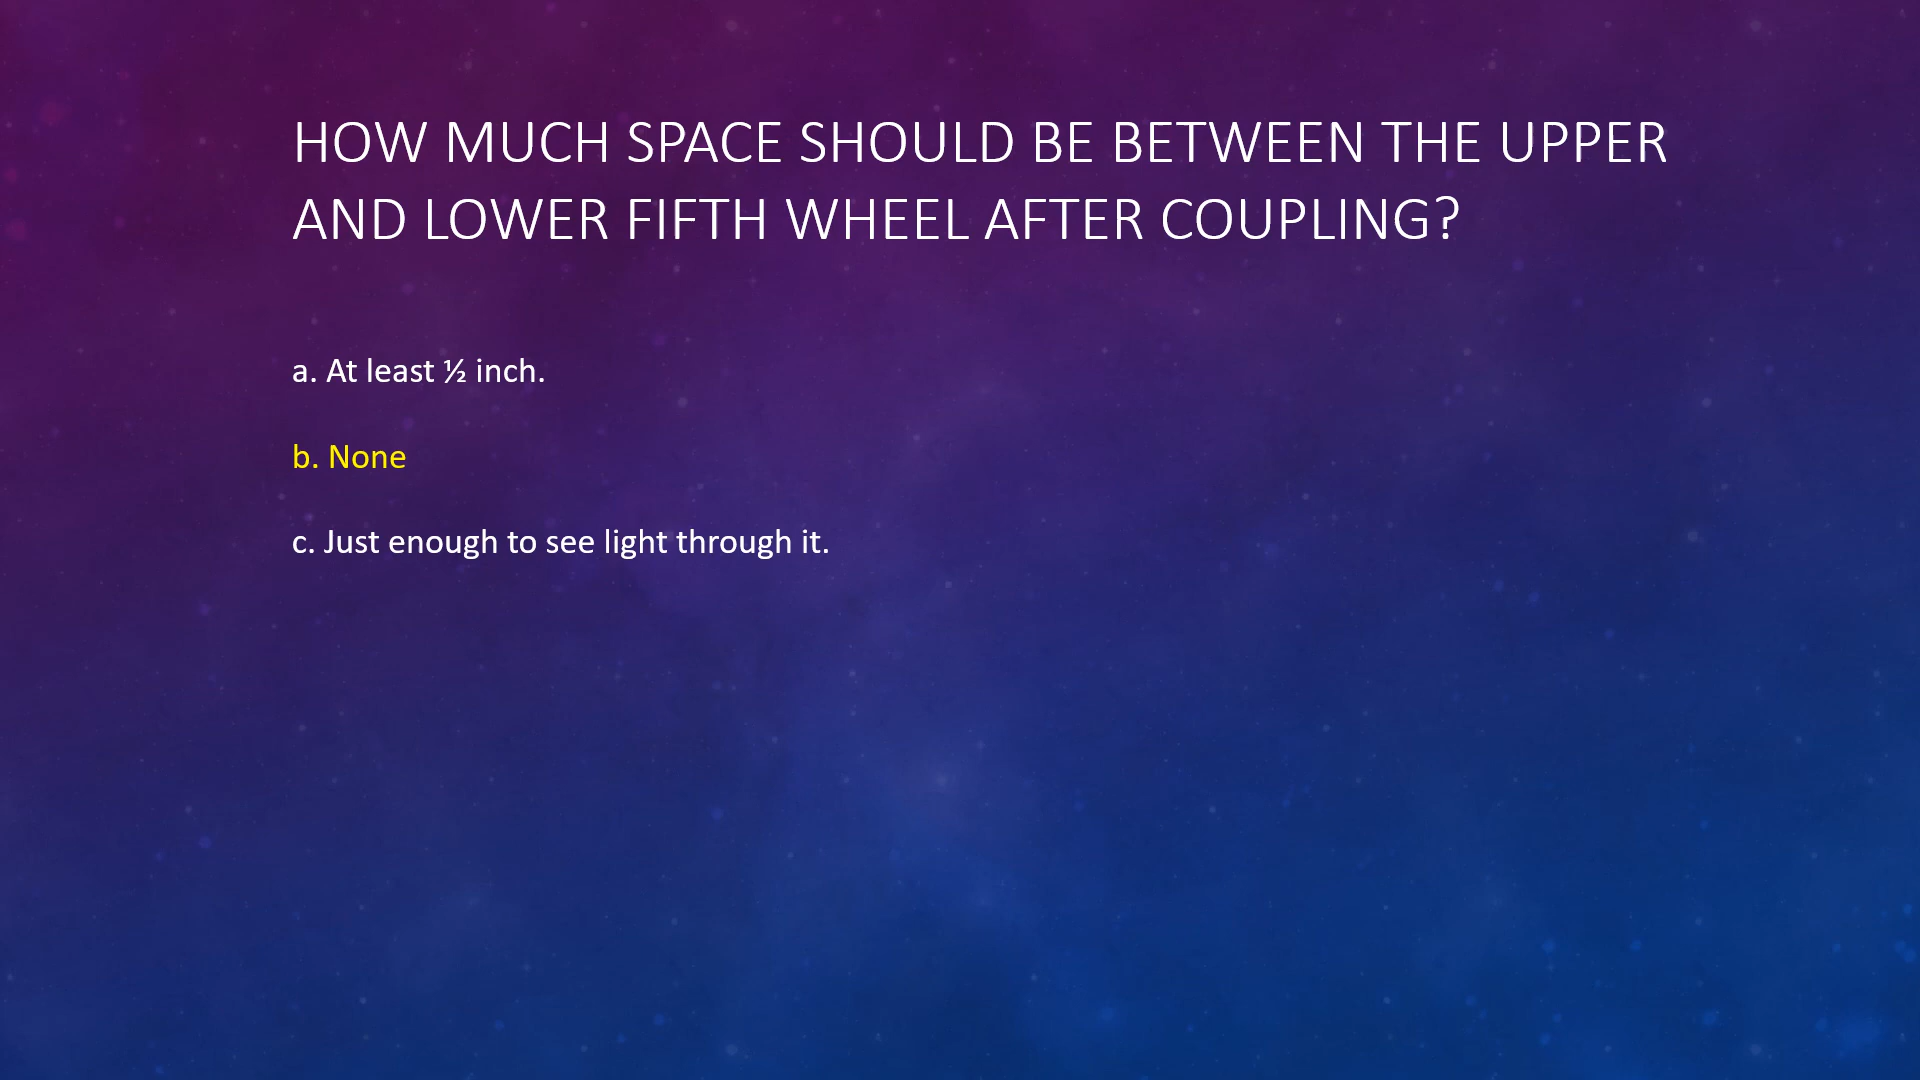 HOW MUCH SPACE SHOULD BE BETWEEN THE UPPER
AND LOWER FIFTH WHEEL AFTER COUPLING?
a. At least ½ inch.
b. None
c. Just enough to see light through it.